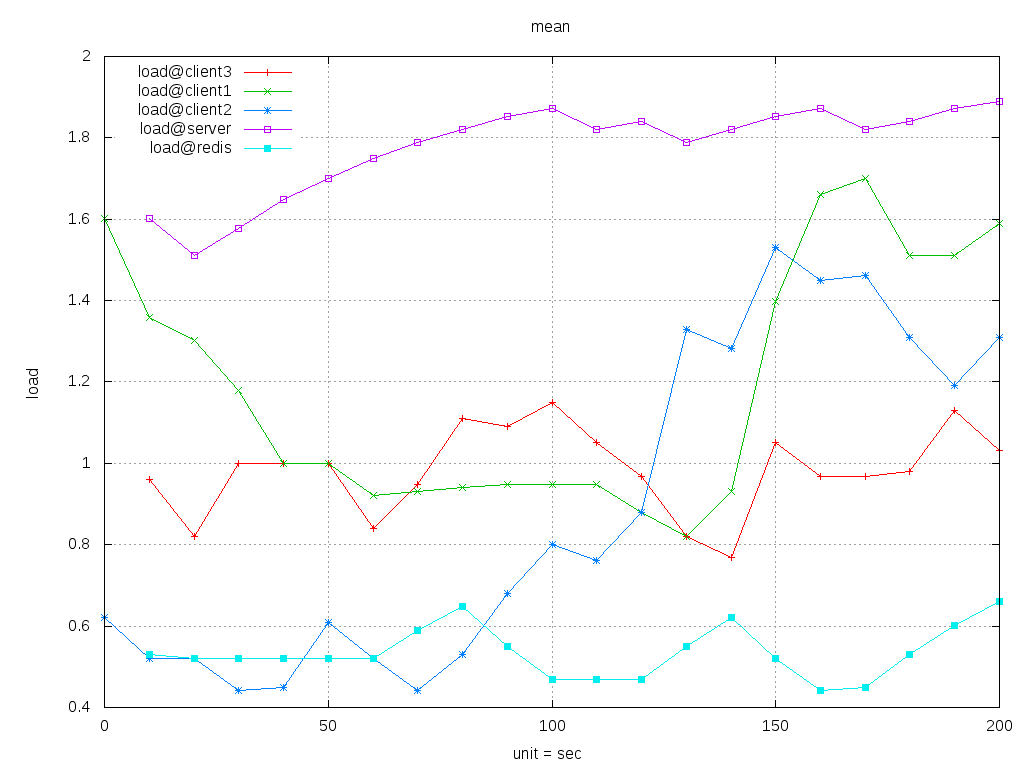 mean
load@client3
load@client1
load@client2
load@server
load@redis
2
1.8
1.6
1.4
1.2
1
0.8
0.6
0.4
load
0 50 100 150 200
unit = sec